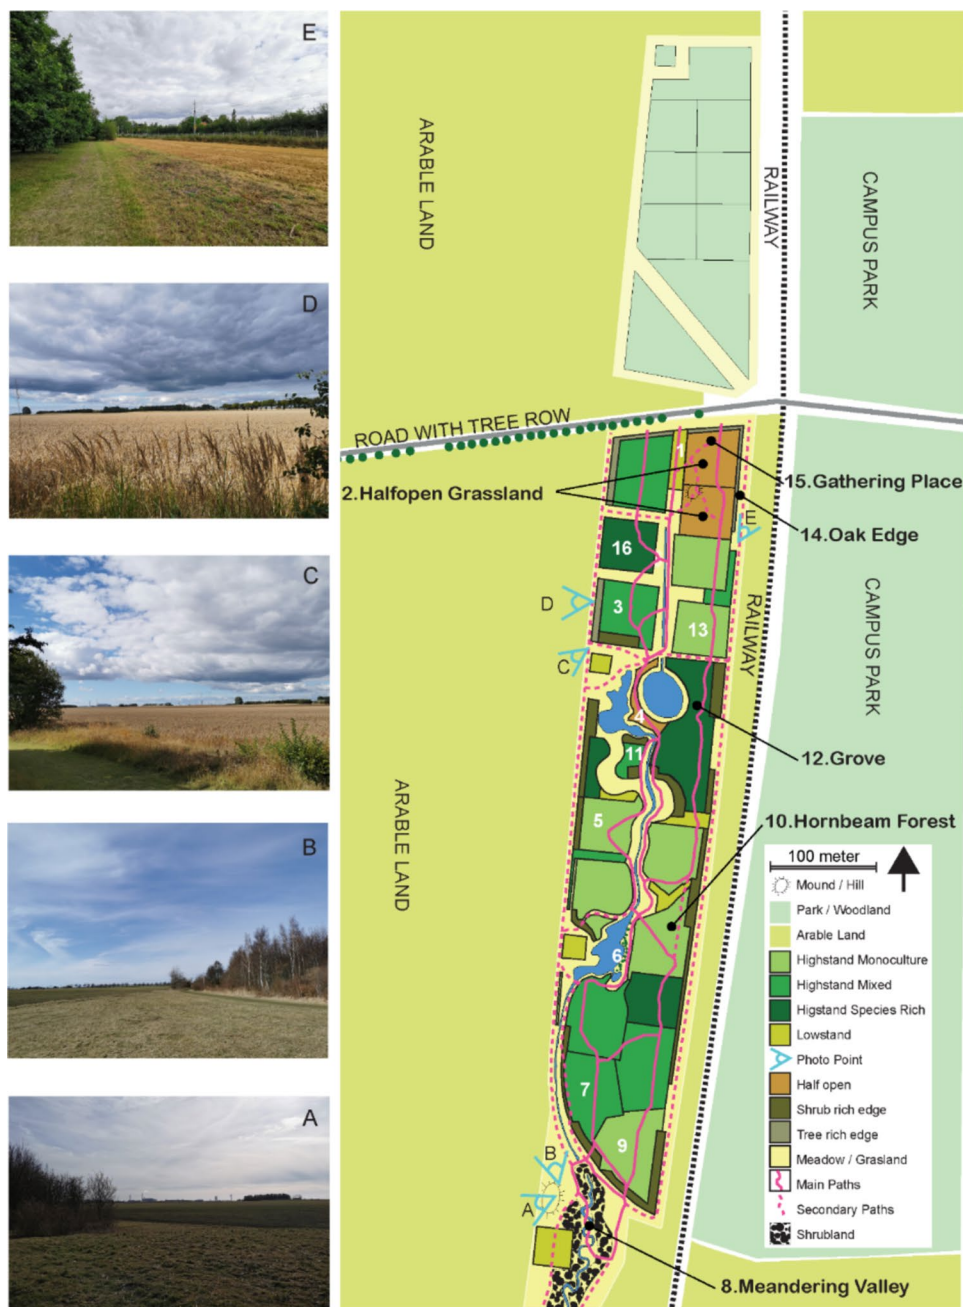 E
D
C
B
A
ARABLE LAND
RAILWAY
CAMPUS PARK
ROAD WITH TREE ROW
1
2.Halfopen Grassland
15.Gathering Place
E
14.Oak Edge
16
D
3
13
RAILWAY
CAMPUS PARK
C
4
12.Grove
11
ARABLE LAND
5
10.Hornbeam Forest
6
7
9
B
A
8.Meandering Valley
100 meter
Mound / Hill
Park / Woodland
Arable Land
Highstand Monoculture
Highstand Mixed
Higstand Species Rich
Lowstand
Photo Point
Half open
Shrub rich edge
Tree rich edge
Meadow / Grasland
Main Paths
Secondary Paths
Shrubland